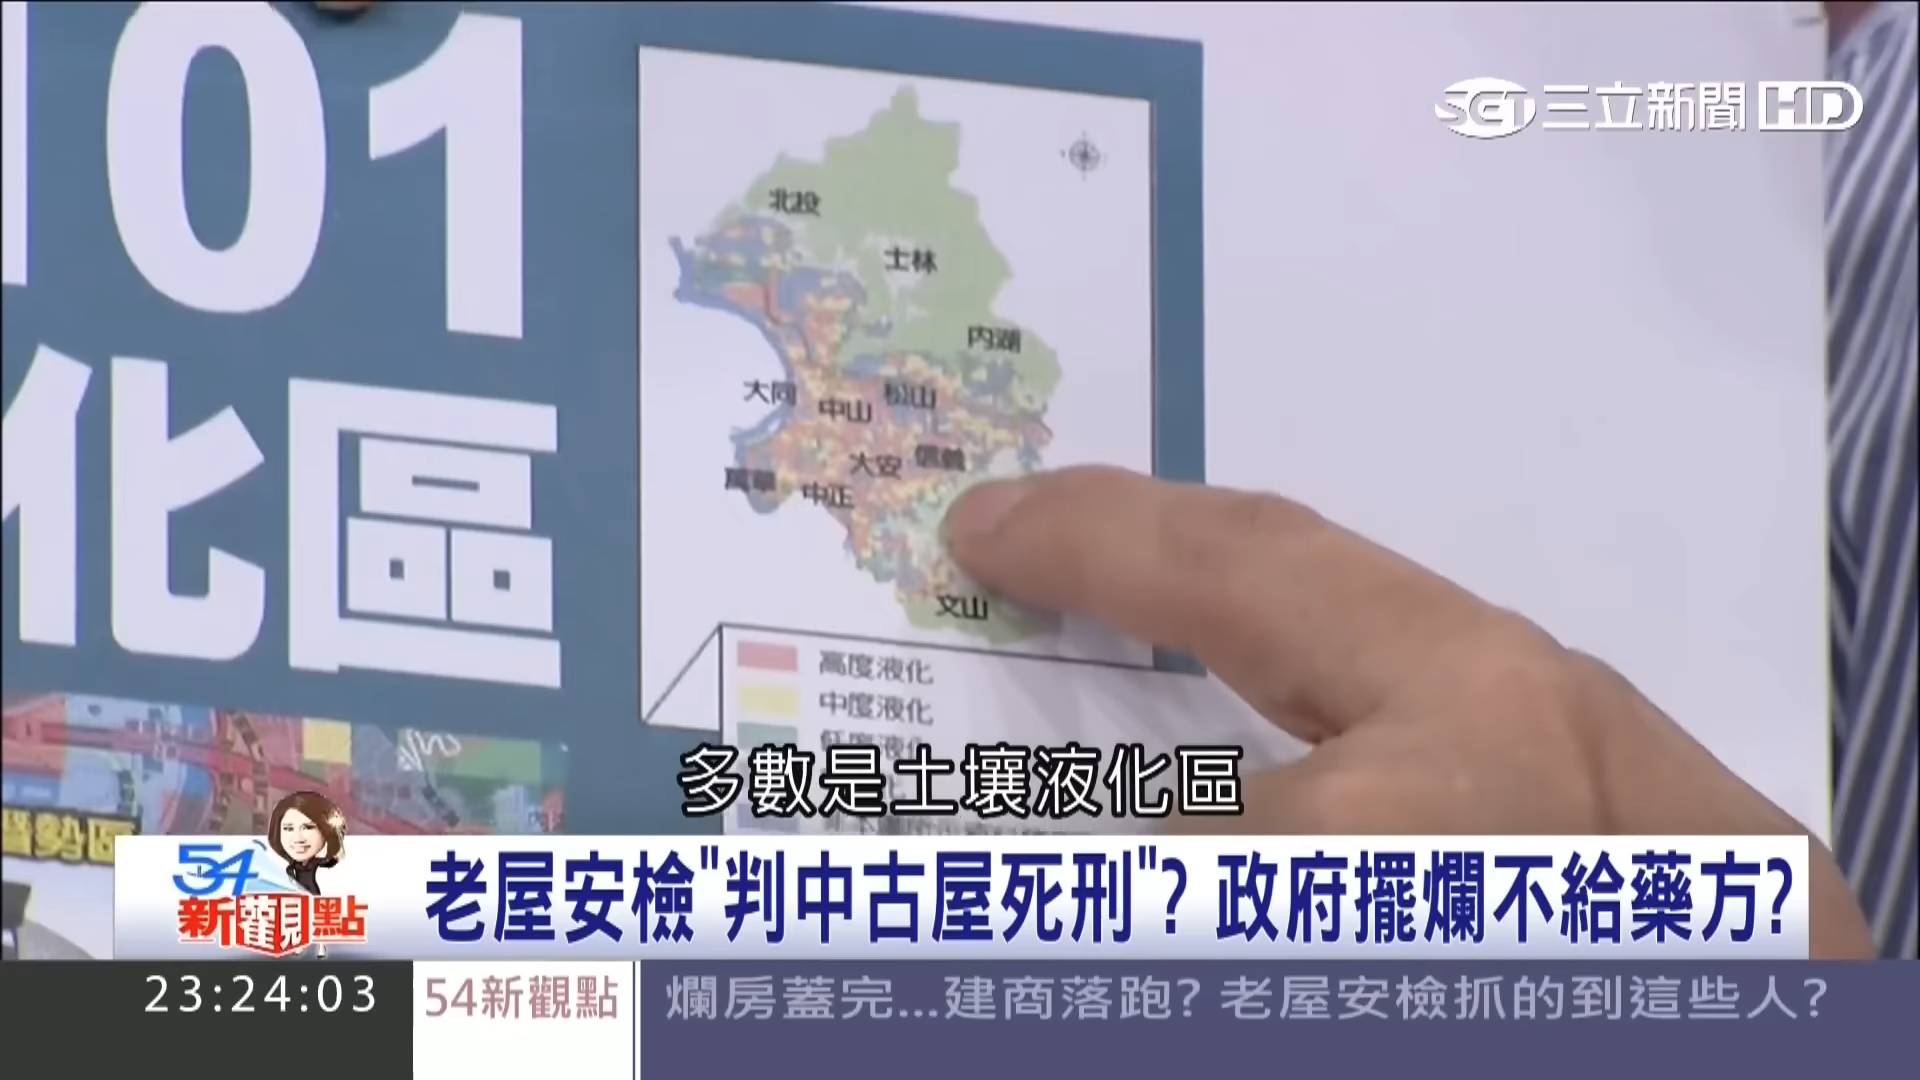 101
SET三立新聞HD
化區
北投
士林
內湖
大同
中山
松山
大安
信義
萬華
中正
文山
高度液化
中度液化
低度液化
多數是土壤液化區
54
新觀點
老屋安檢"判中古屋死刑"? 政府擺爛不給藥方?
23:24:03
54新觀點
爛房蓋完...建商落跑? 老屋安檢抓的到這些人?